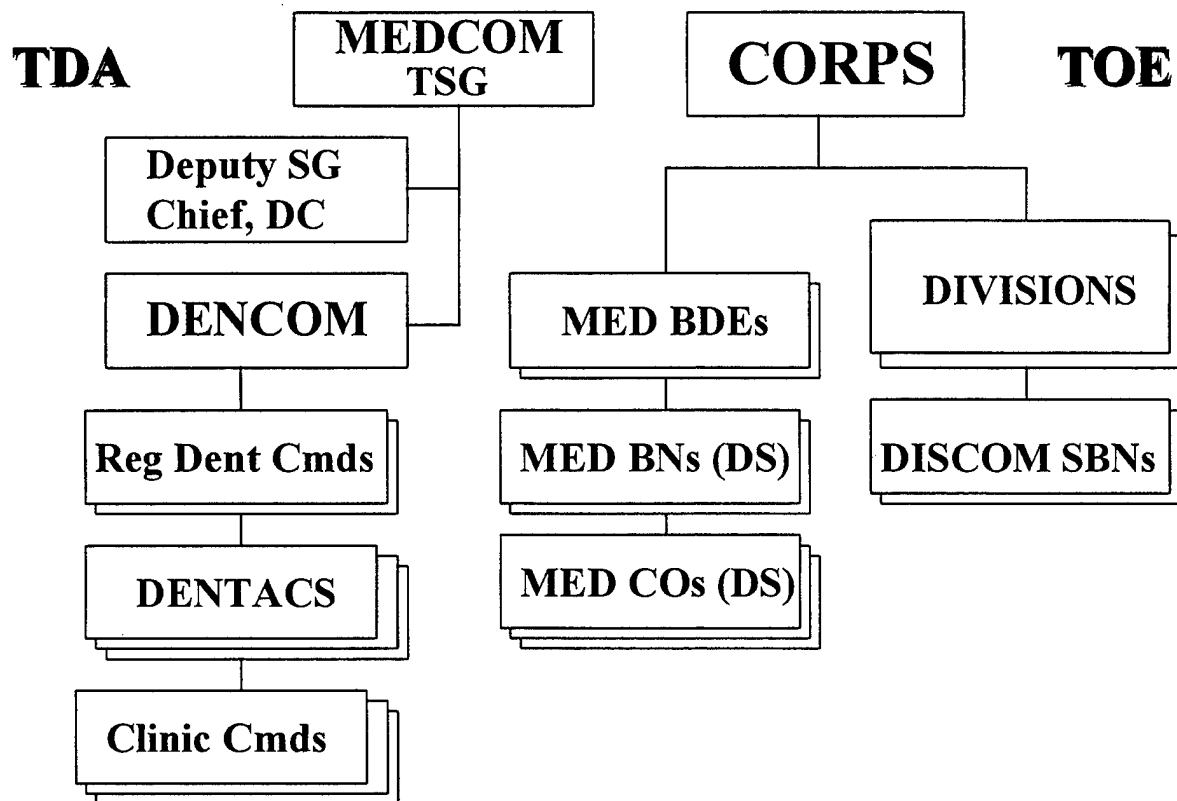 TDA
MEDCOM
TSG
CORPS
TOE
Deputy SG
Chief, DC
DENCOM
MED BDEs
DIVISIONS
Reg Dent Cmds
MED BNs (DS)
DISCOM SBNs
DENTACS
MED COs (DS)
Clinic Cmds